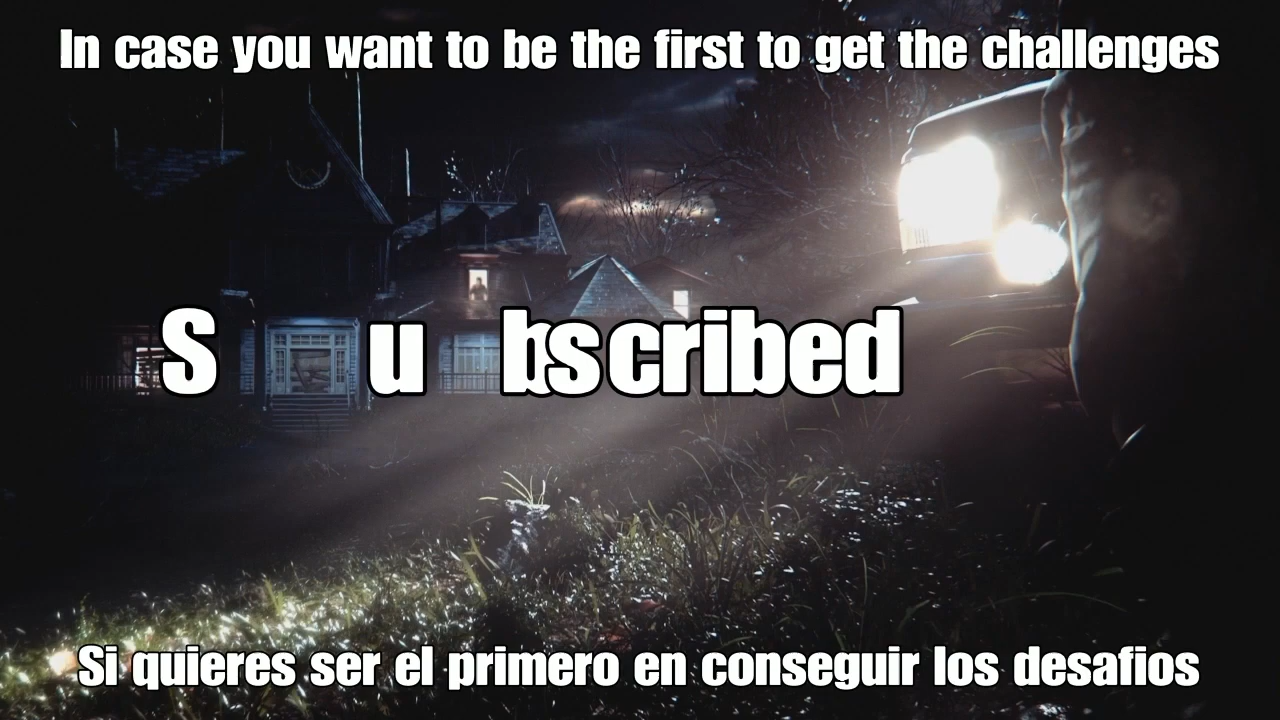 In case you want to be the first to get the challenges
Subscribed
Si quieres ser el primero en conseguir los desafios